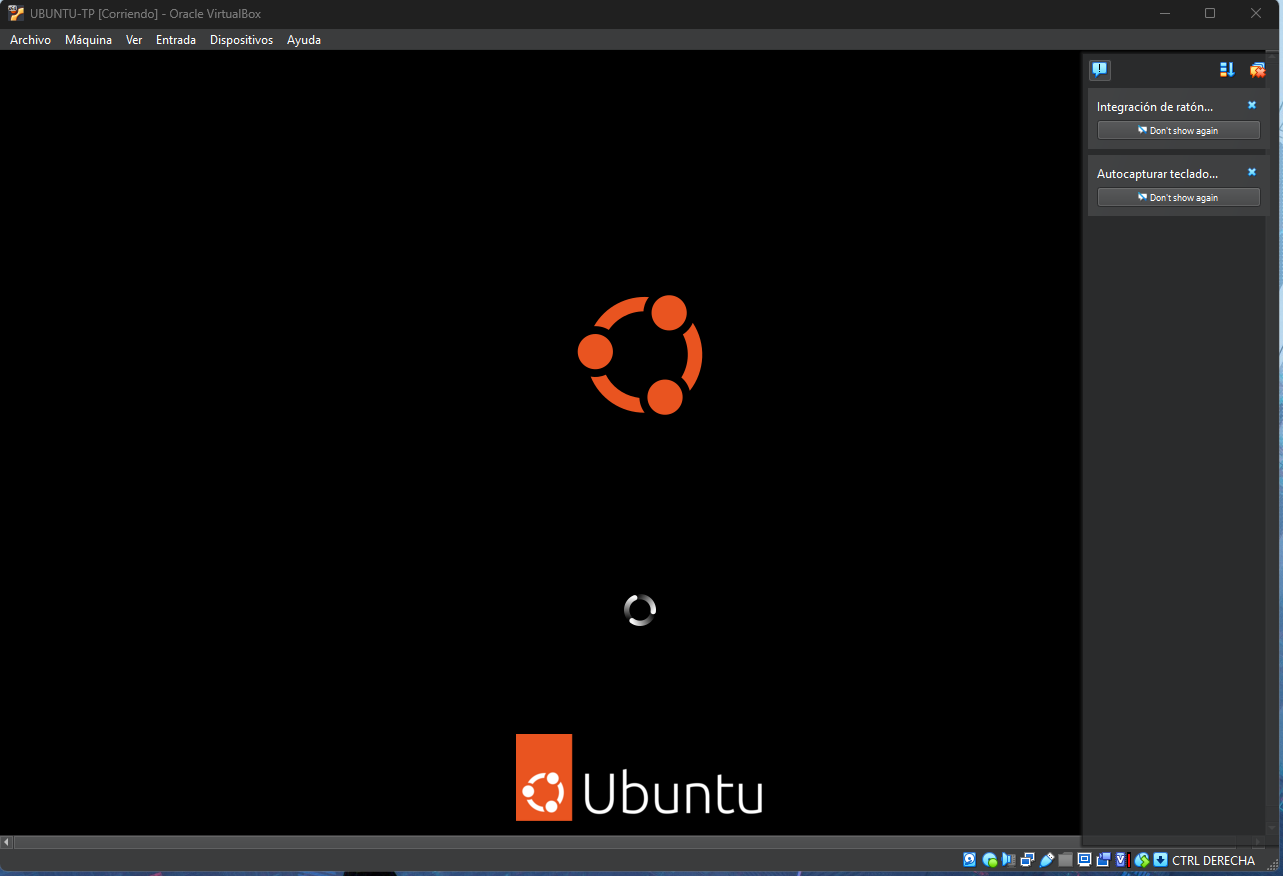 UBUNTU-TP [Corriendo] - Oracle VirtualBox
Archivo Máquina Ver Entrada Dispositivos Ayuda
Integración de ratón...
Don't show again
Autocapturar teclado...
Don't show again
Ubuntu
CTRL DERECHA